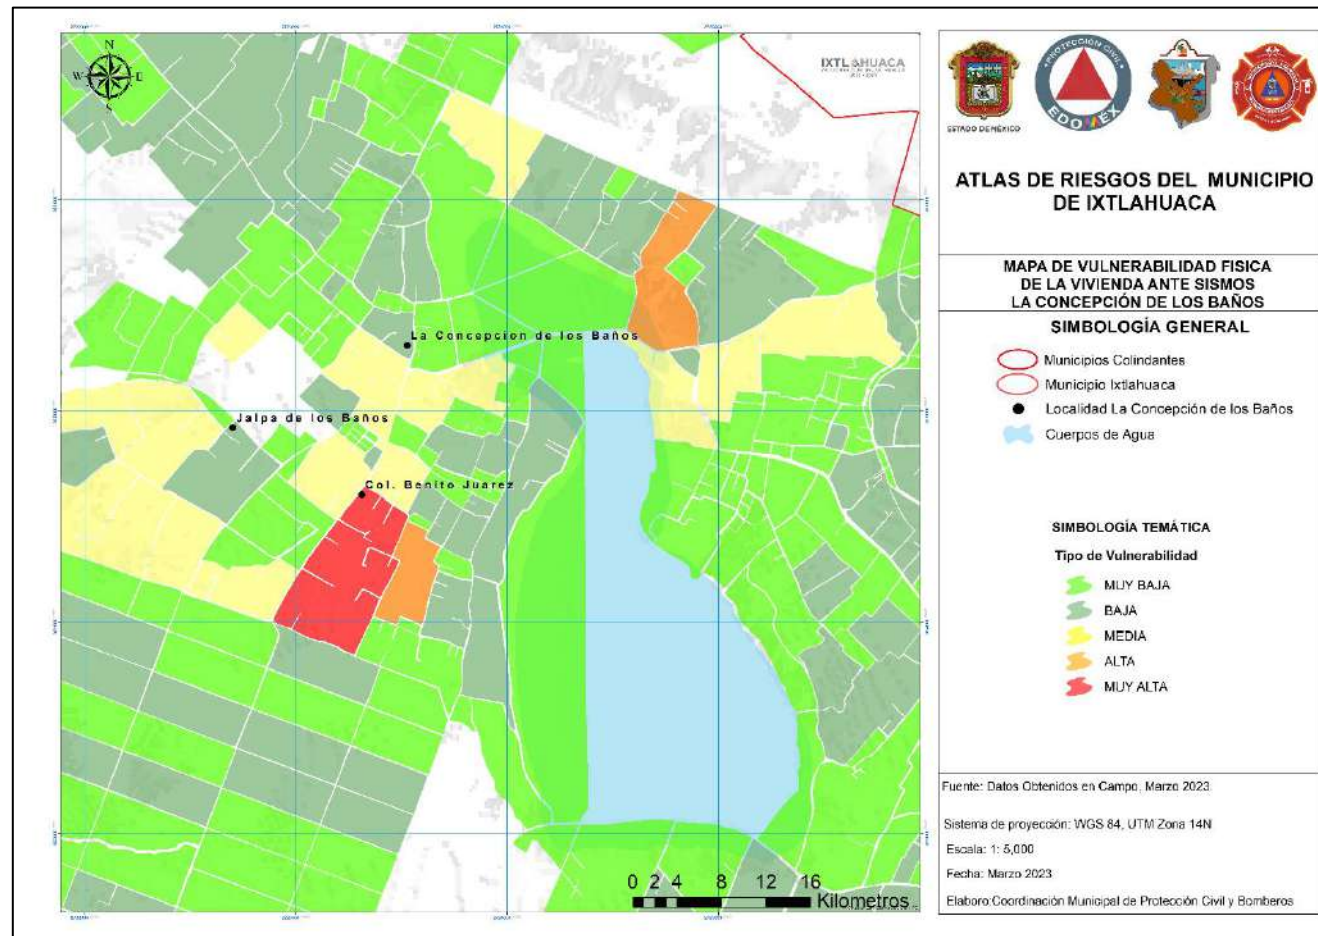 N
W
E
S
IXTLAHUACA
La Concepcion de los Baños
Jalpa de los Baños
Col. Benito Juarez
0 2 4 8 12 16
Kilometros
ESTADO DE MÉXICO
PROTECCIÓN CIVIL
EDOMEX
ATLAS DE RIESGOS DEL MUNICIPIO
DE IXTLAHUACA
MAPA DE VULNERABILIDAD FISICA
DE LA VIVIENDA ANTE SISMOS
LA CONCEPCIÓN DE LOS BAÑOS
SIMBOLOGÍA GENERAL
Municipios Colindantes
Municipio Ixtlahuaca
Localidad La Concepción de los Baños
Cuerpos de Agua
SIMBOLOGÍA TEMÁTICA
Tipo de Vulnerabilidad
MUY BAJA
BAJA
MEDIA
ALTA
MUY ALTA
Fuente: Datos Obtenidos en Campo, Marzo 2023
Sistema de proyección: WGS 84, UTM Zona 14N
Escala: 1: 5,000
Fecha: Marzo 2023
Elaboro:Coordinación Municipal de Protección Civil y Bomberos